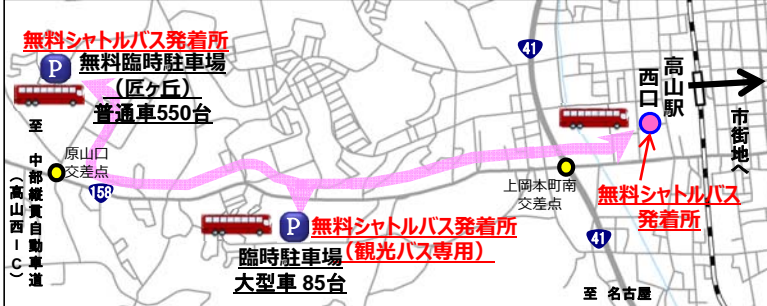 無料シャトルバス発着所
P 無料臨時駐車場
（匠ヶ丘）
普通車550台
至 中部縦貫自動車道
（高山西IC）
原山口
交差点
158
P 無料シャトルバス発着所
（観光バス専用）
臨時駐車場
大型車 85台
41
高山駅
西口
市街地へ
上岡本町南
交差点
無料シャトルバス
発着所
41
至 名古屋